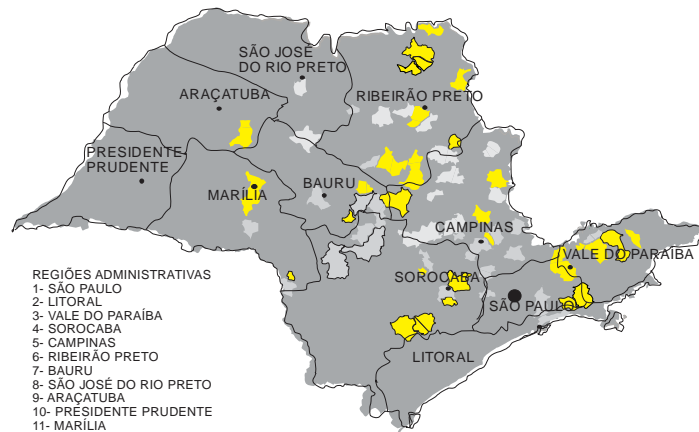 SÃO JOSÉ
DO RIO PRETO
ARAÇATUBA
RIBEIRÃO PRETO
PRESIDENTE
PRUDENTE
MARÍLIA
BAURU
CAMPINAS
VALE DO PARAÍBA
SOROCABA
SÃO PAULO
LITORAL
REGIÕES ADMINISTRATIVAS
1- SÃO PAULO
2- LITORAL
3- VALE DO PARAÍBA
4- SOROCABA
5- CAMPINAS
6- RIBEIRÃO PRETO
7- BAURU
8- SÃO JOSÉ DO RIO PRETO
9- ARAÇATUBA
10- PRESIDENTE PRUDENTE
11- MARÍLIA